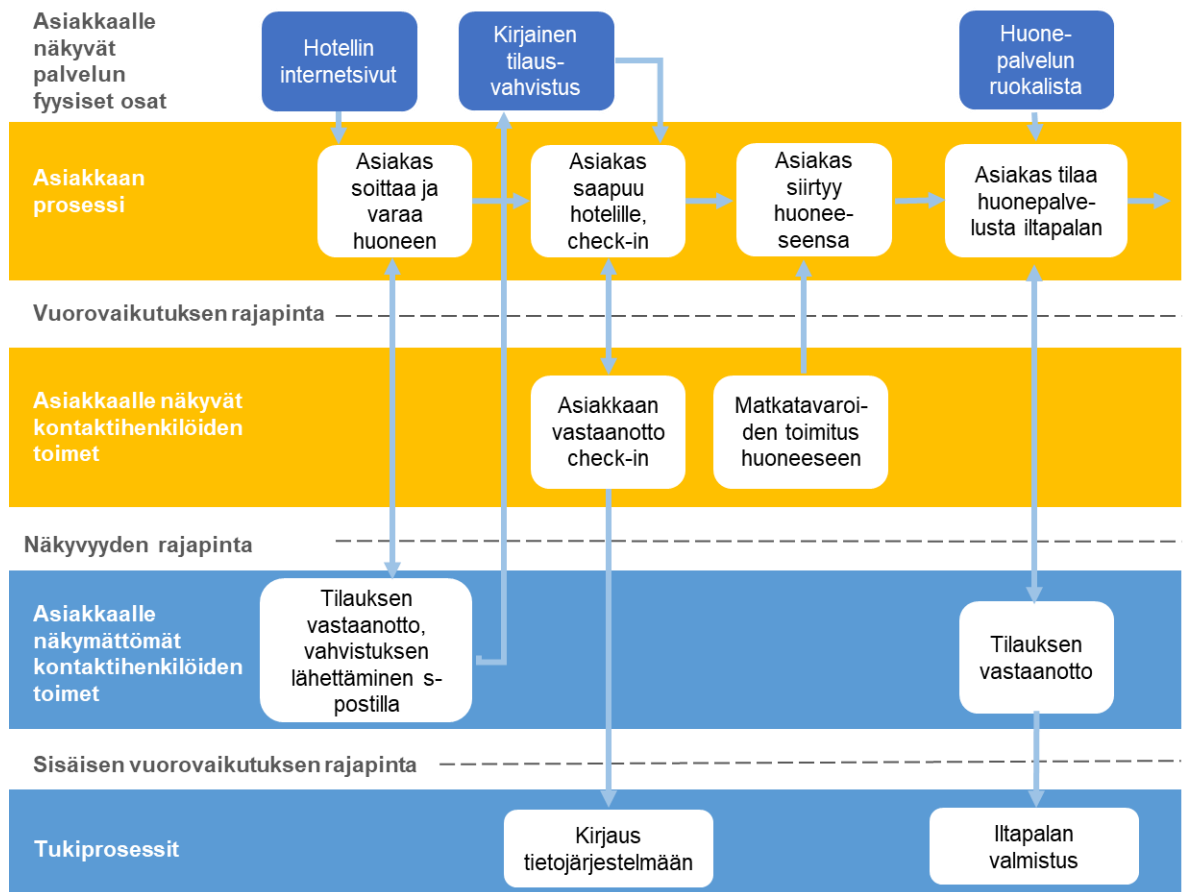 Asiakkaalle
näkyvät
palvelun
fyysiset osat
Hotellin
internetsivut
Kirjainen
tilaus-
vahvistus
Huone-
palvelun
ruokalista
Asiakkaan
prosessi
Asiakas
soittaa ja
varaa
huoneen
Asiakas
saapuu
hotelille,
check-in
Asiakas
siirtyy
huonee-
seensa
Asiakas tilaa
huonepalve-
lusta iltapalan
Vuorovaikutuksen rajapinta
Asiakkaalle näkyvät
kontaktihenkilöiden
toimet
Asiakkaan
vastaanotto
check-in
Matkatavaroi-
den toimitus
huoneeseen
Näkyvyyden rajapinta
Asiakkaalle
näkymättömät
kontaktihenkilöiden
toimet
Tilauksen
vastaanotto,
vahvistuksen
lähettäminen s-
postilla
Tilauksen
vastaanotto
Sisäisen vuorovaikutuksen rajapinta
Tukiprosessit
Kirjaus
tietojärjestelmään
Iltapalan
valmistus